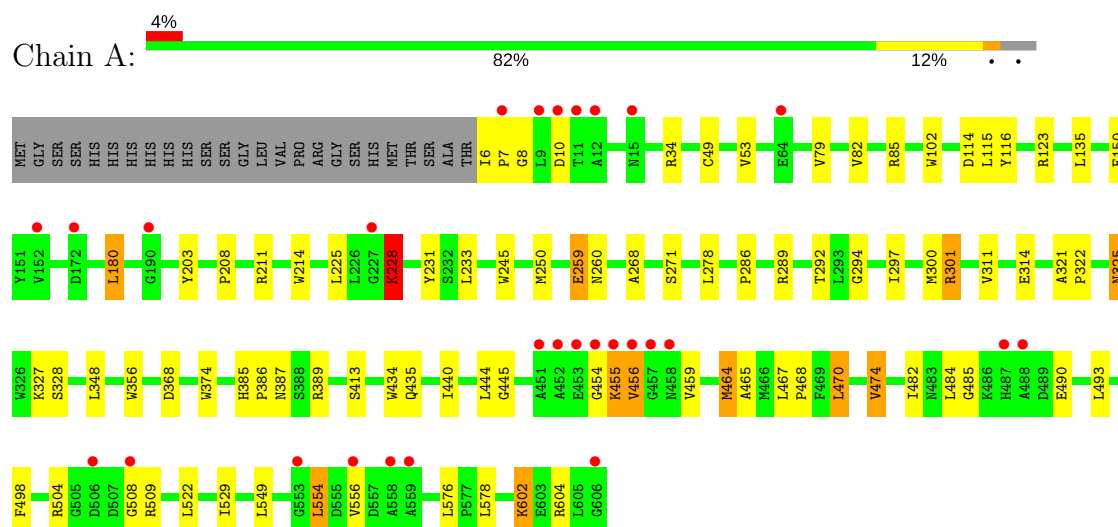 4%
Chain A:
82% 12% • •
MET GLY SER SER HIS HIS HIS HIS HIS HIS SER SER GLY LEU VAL PRO ARG GLY SER HIS MET THR SER ALA THR I6 P7 G8 L9 D10 T11 A12 N15 R34 C49 V53 E64 V79 V82 R85 W102 D114 L115 Y116 R123 L135 E150
Y151 V152 D172 L180 G190 Y203 P208 R211 W214 L225 L226 G227 K228 Y231 S232 L233 W245 M250 E259 N260 A268 S271 L278 P286 R289 T292 L293 G294 I297 M300 R301 V311 E314 A321 P322 N325
W326 K327 S328 L348 W356 D368 W374 H385 P386 N387 S388 R389 S413 W434 Q435 I440 L444 G445 A451 A452 E453 G454 K455 V456 G457 N458 V459 M464 A465 M466 L467 P468 F469 L470 V474 I482 N483 L484 G485 K486 H487 A488 D489 E490 L493
F498 R504 G505 D506 D507 G508 R509 L522 I529 L549 G553 L554 D555 V556 D557 A558 A559 L576 P577 L578 K602 E603 R604 L605 G606